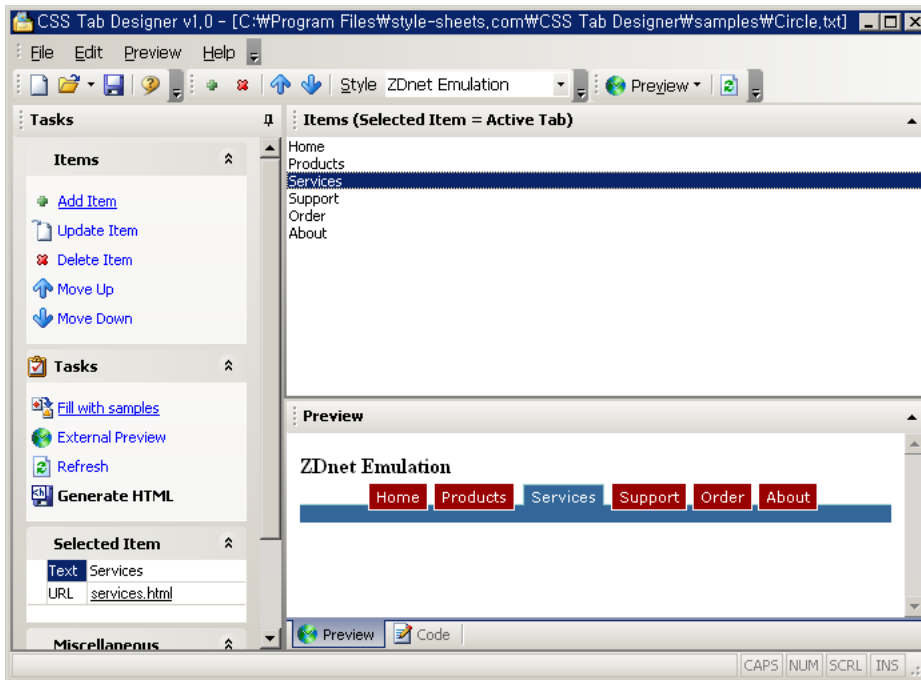 CSS Tab Designer v1,0 - [C:₩Program Files₩style-sheets,com₩CSS Tab Designer₩samples₩Circle,txt]
File Edit Preview Help
Style ZDnet Emulation Preview
Tasks
Items
Add Item
Update Item
Delete Item
Move Up
Move Down
Tasks
Fill with samples
External Preview
Refresh
Generate HTML
Selected Item
Text Services
URL services.html
Miscellaneous
Items (Selected Item = Active Tab)
Home
Products
Services
Support
Order
About
Preview
ZDnet Emulation
Home Products Services Support Order About
Preview Code
CAPS NUM SCRL INS